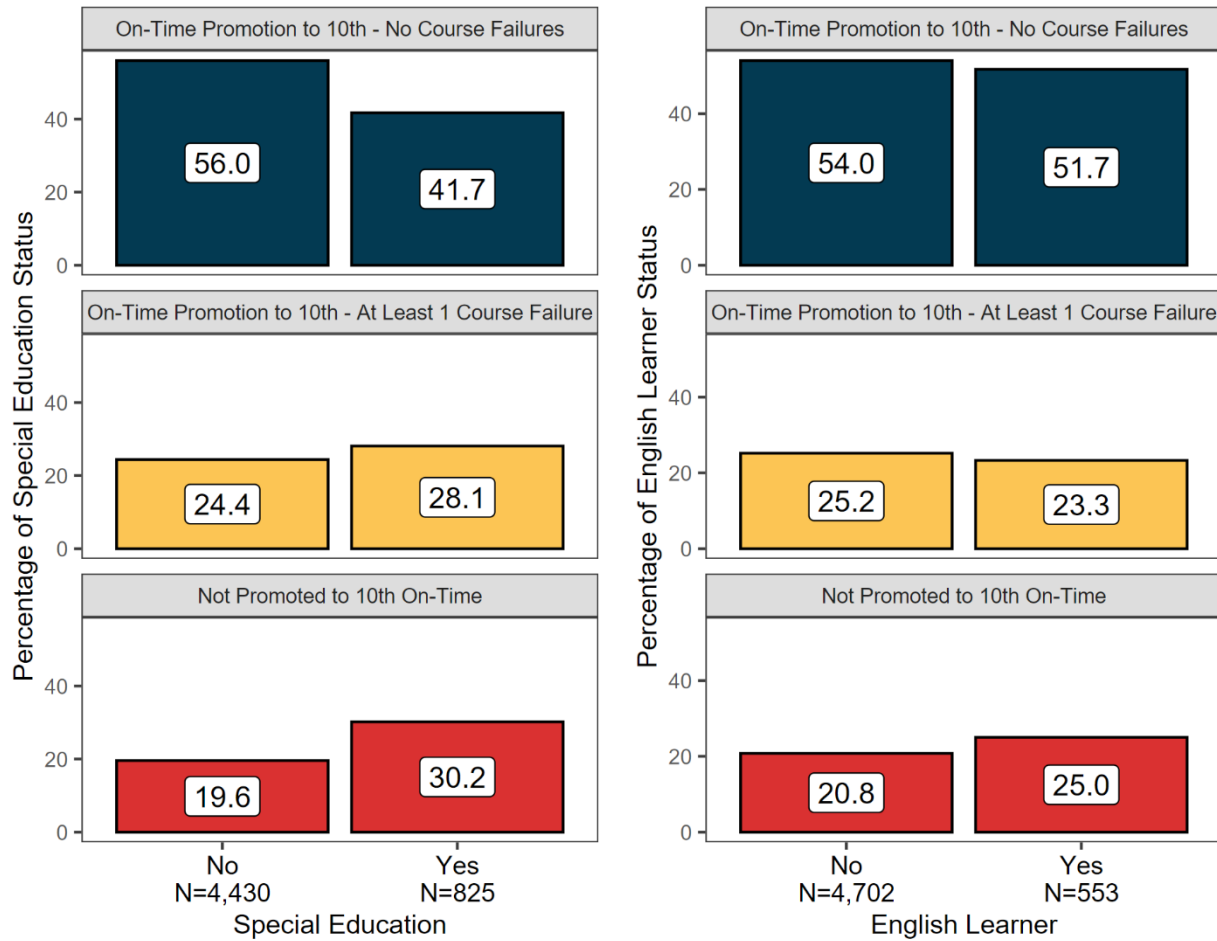 Percentage of Special Education Status
On-Time Promotion to 10th - No Course Failures
40
20
0
56.0
41.7
On-Time Promotion to 10th - At Least 1 Course Failure
40
20
0
24.4
28.1
Not Promoted to 10th On-Time
40
20
0
19.6
30.2
No
N=4,430
Yes
N=825
Special Education
Percentage of English Learner Status
On-Time Promotion to 10th - No Course Failures
40
20
0
54.0
51.7
On-Time Promotion to 10th - At Least 1 Course Failure
40
20
0
25.2
23.3
Not Promoted to 10th On-Time
40
20
0
20.8
25.0
No
N=4,702
Yes
N=553
English Learner